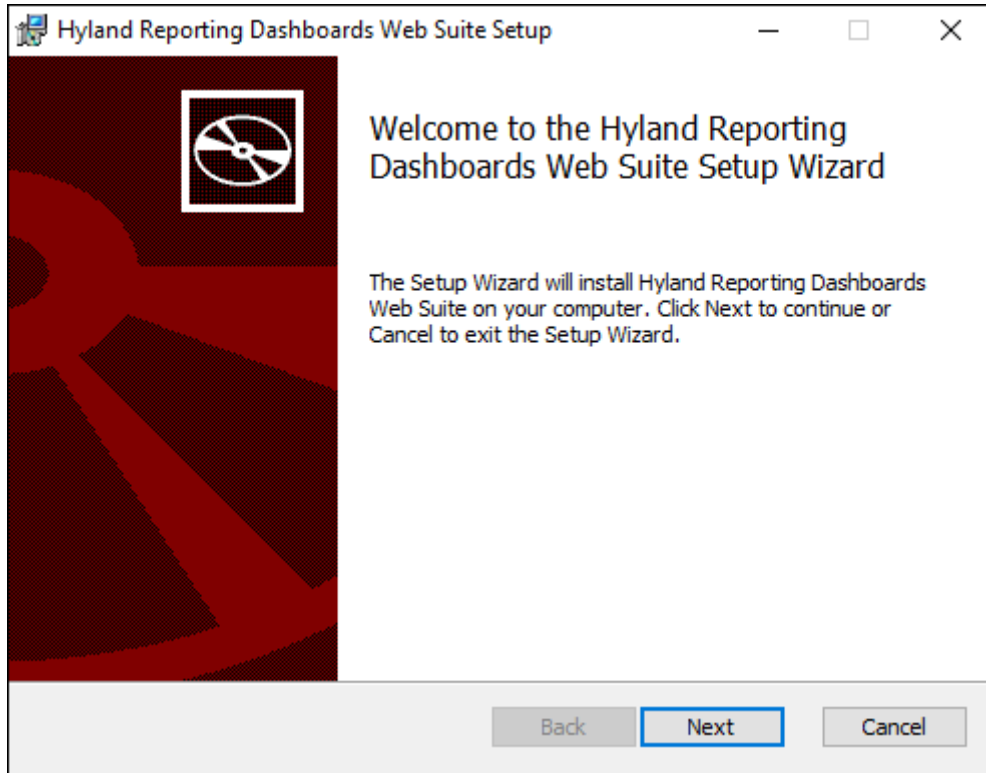 Hyland Reporting Dashboards Web Suite Setup
Welcome to the Hyland Reporting
Dashboards Web Suite Setup Wizard
The Setup Wizard will install Hyland Reporting Dashboards
Web Suite on your computer. Click Next to continue or
Cancel to exit the Setup Wizard.
Back Next Cancel